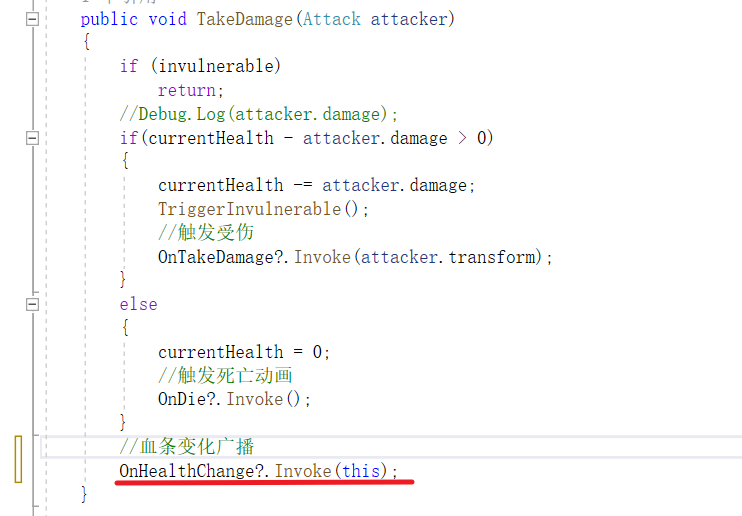 public void TakeDamage(Attack attacker)
{
if (invulnerable)
return;
//Debug.Log(attacker.damage);
if(currentHealth - attacker.damage > 0)
{
currentHealth -= attacker.damage;
TriggerInvulnerable();
//触发受伤
OnTakeDamage?.Invoke(attacker.transform);
}
else
{
currentHealth = 0;
//触发死亡动画
OnDie?.Invoke();
}
//血条变化广播
OnHealthChange?.Invoke(this);
}